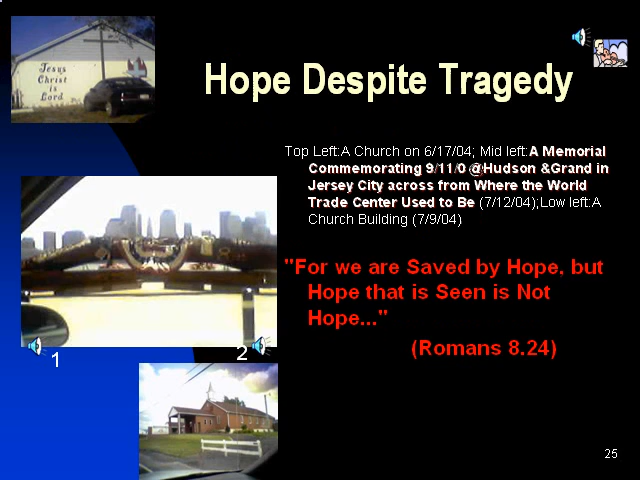 Jesus
Christ
is
Lord
Hope Despite Tragedy
Top Left:A Church on 6/17/04; Mid left:A Memorial
Commemorating 9/11/0 @Hudson &Grand in
Jersey City across from Where the World
Trade Center Used to Be (7/12/04);Low left:A
Church Building (7/9/04)
"For we are Saved by Hope, but
Hope that is Seen is Not
Hope..."
(Romans 8.24)
1
2
25